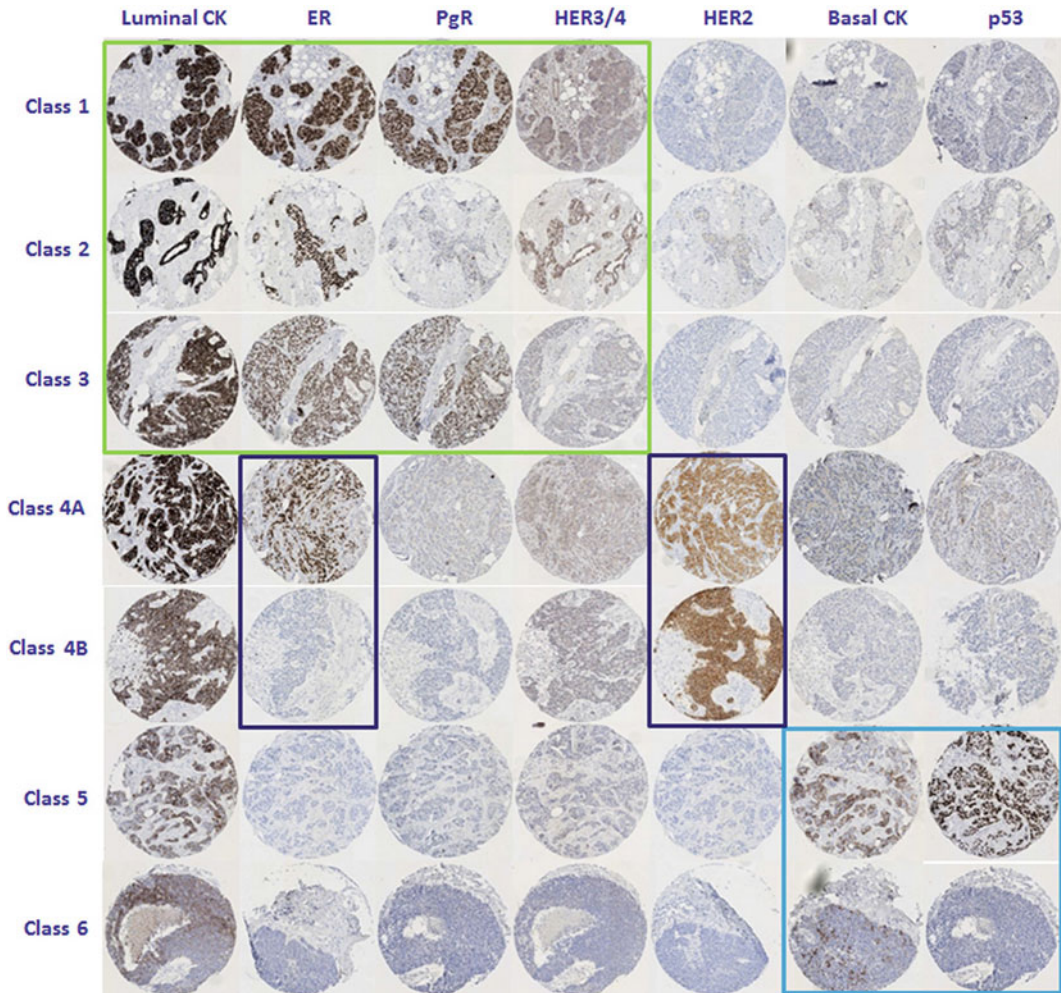 Luminal CK ER PgR HER3/4 HER2 Basal CK p53
Class 1
Class 2
Class 3
Class 4A
Class 4B
Class 5
Class 6